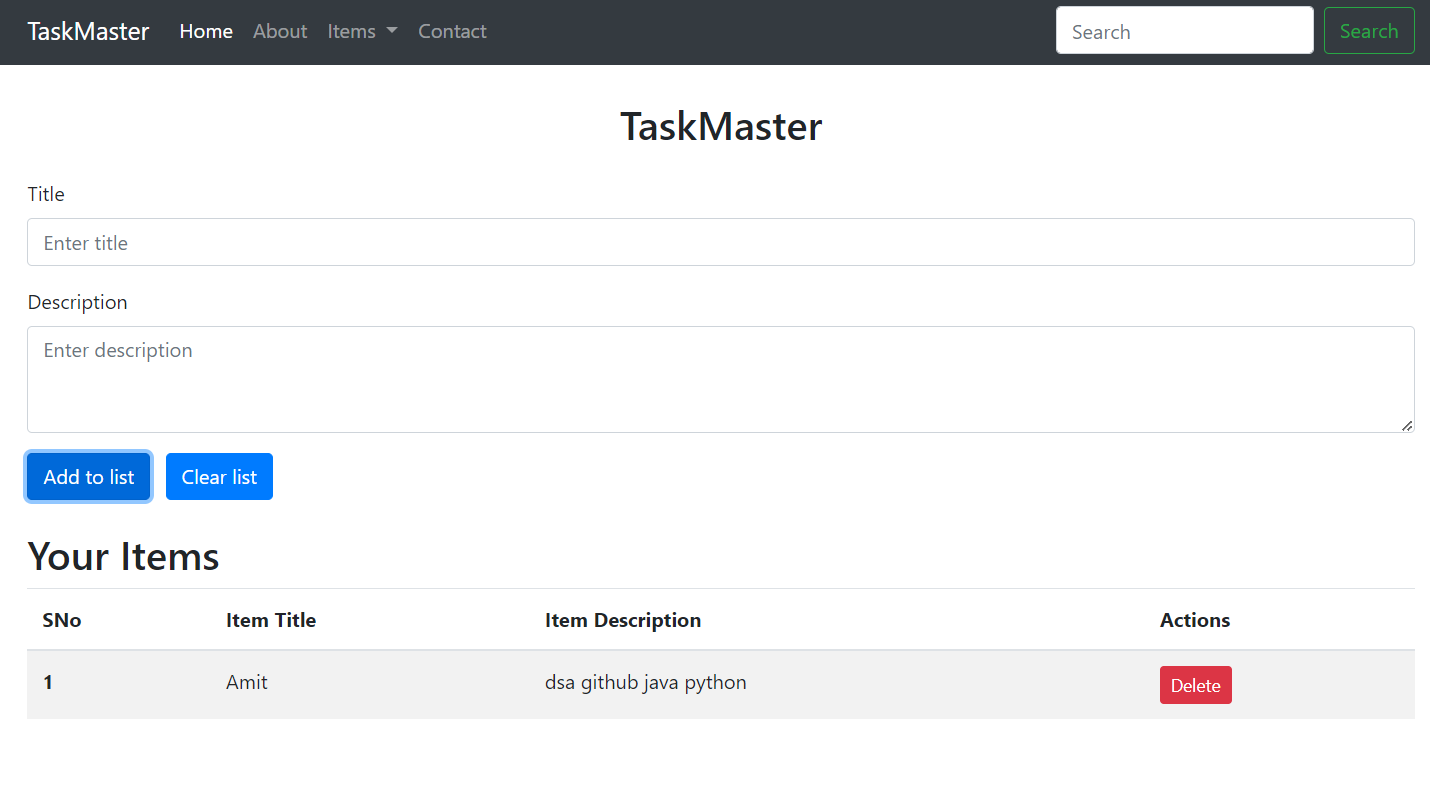 TaskMaster Home About Items Contact Search Search
TaskMaster
Title
Enter title
Description
Enter description
Add to list Clear list
Your Items
SNo Item Title Item Description Actions
1 Amit dsa github java python Delete